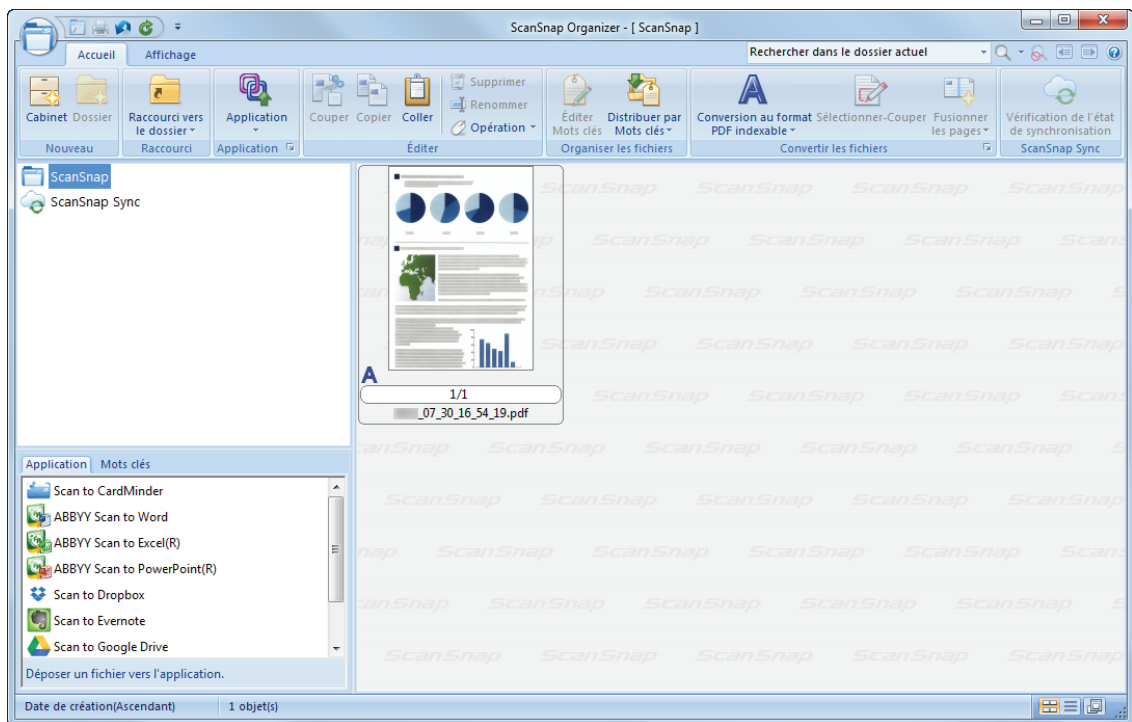 ScanSnap Organizer - [ ScanSnap ]
Accueil Affichage
Rechercher dans le dossier actuel
Cabinet Dossier
Nouveau
Raccourci vers
le dossier
Raccourci
Application
Application
Couper Copier Coller
Supprimer
Renommer
Opération
Éditer
Éditer
Mots clés
Distribuer par
Mots clés
Organiser les fichiers
Conversion au format
PDF indexable
Sélectionner-Couper
Fusionner
les pages
Convertir les fichiers
Vérification de l'état
de synchronisation
ScanSnap Sync
ScanSnap
ScanSnap Sync
A
1/1
_07_30_16_54_19.pdf
Application Mots clés
Scan to CardMinder
ABBYY Scan to Word
ABBYY Scan to Excel(R)
ABBYY Scan to PowerPoint(R)
Scan to Dropbox
Scan to Evernote
Scan to Google Drive
Déposer un fichier vers l'application.
Date de création(Ascendant) 1 objet(s)